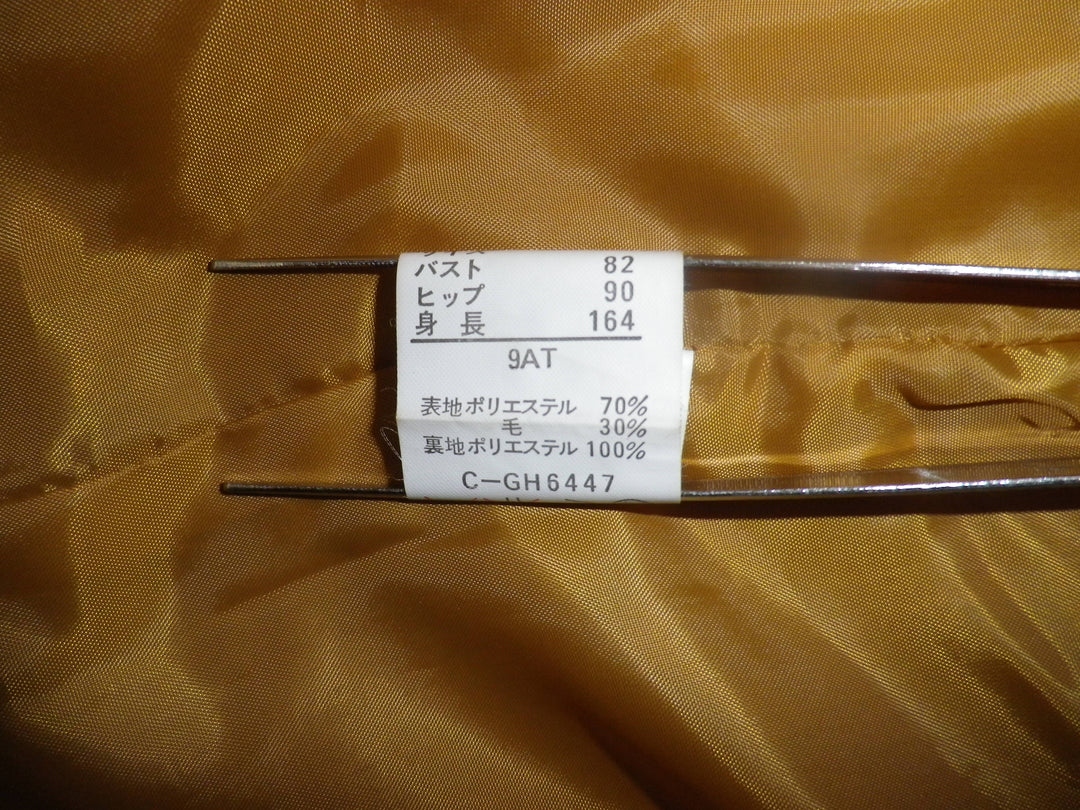 バスト 82
ヒップ 90
身長 164
9AT
表地ポリエステル 70%
毛 30%
裏地ポリエステル 100%
C-GH6447